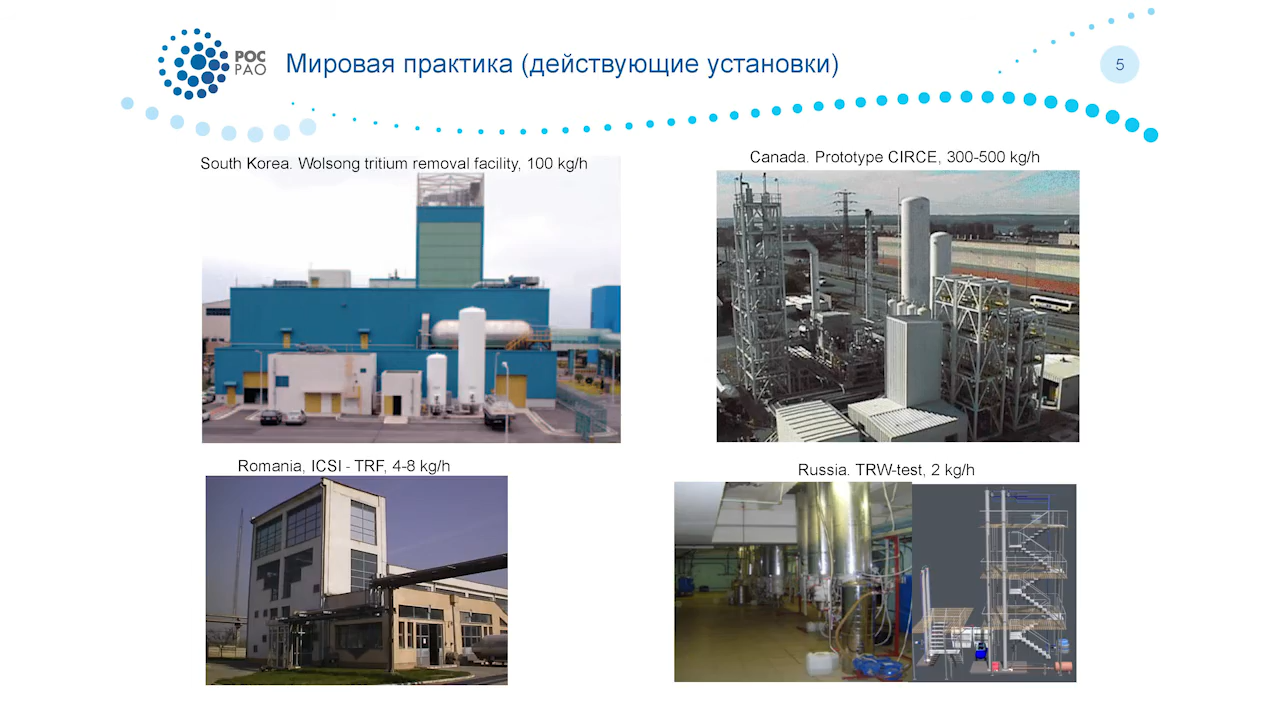 РОС
РАО
Мировая практика (действующие установки)
5
South Korea. Wolsong tritium removal facility, 100 kg/h
Canada. Prototype CIRCE, 300-500 kg/h
Romania, ICSI - TRF, 4-8 kg/h
Russia. TRW-test, 2 kg/h